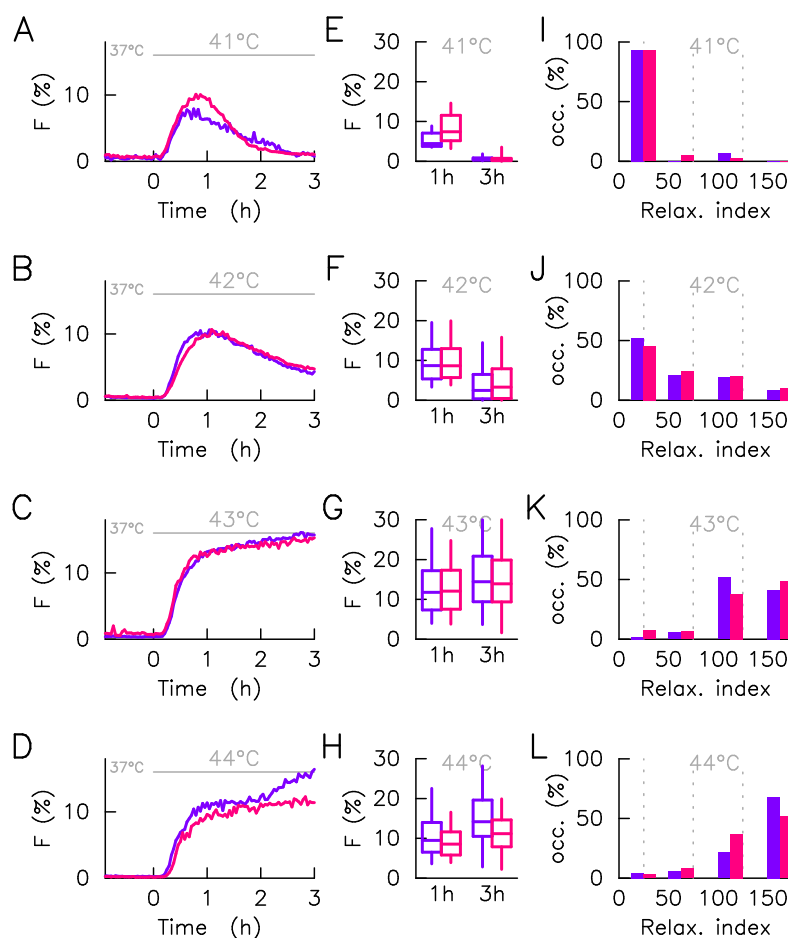 A
37°C 41°C
F (%)
10
0
0 1 2 3
Time (h)
E
41°C
F (%)
30
20
10
0
1h 3h
I
41°C
occ. (%)
100
50
0
0 50 100 150
Relax. index
B
37°C 42°C
F (%)
10
0
0 1 2 3
Time (h)
F
42°C
F (%)
30
20
10
0
1h 3h
J
42°C
occ. (%)
100
50
0
0 50 100 150
Relax. index
C
37°C 43°C
F (%)
10
0
0 1 2 3
Time (h)
G
43°C
F (%)
30
20
10
0
1h 3h
K
43°C
occ. (%)
100
50
0
0 50 100 150
Relax. index
D
37°C 44°C
F (%)
10
0
0 1 2 3
Time (h)
H
44°C
F (%)
30
20
10
0
1h 3h
L
44°C
occ. (%)
100
50
0
0 50 100 150
Relax. index